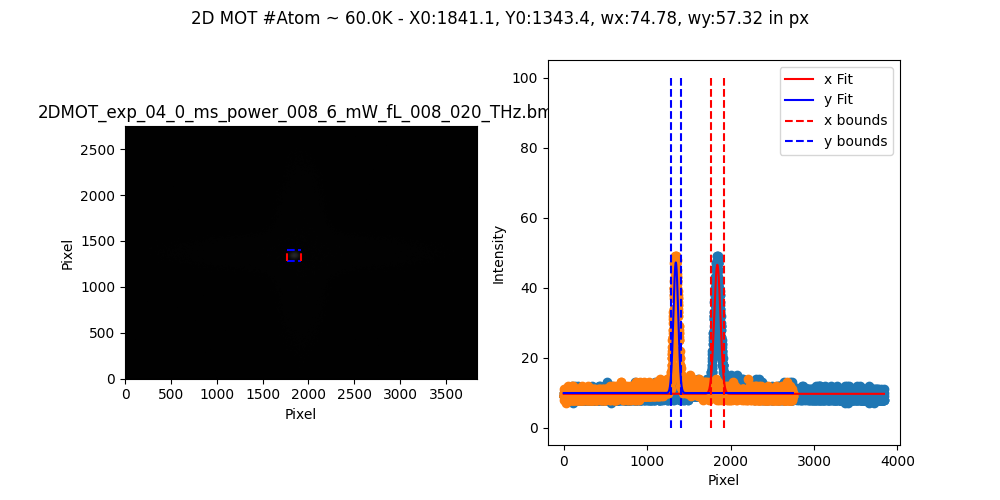 2D MOT #Atom ~ 60.0K - X0:1841.1, Y0:1343.4, wx:74.78, wy:57.32 in px
2DMOT_exp_04_0_ms_power_008_6_mW_fL_008_020_THz.bm
Pixel
2500
2000
1500
1000
500
0
0 500 1000 1500 2000 2500 3000 3500
Pixel
Intensity
100
80
60
40
20
0
0 1000 2000 3000 4000
Pixel
x Fit
y Fit
x bounds
y bounds